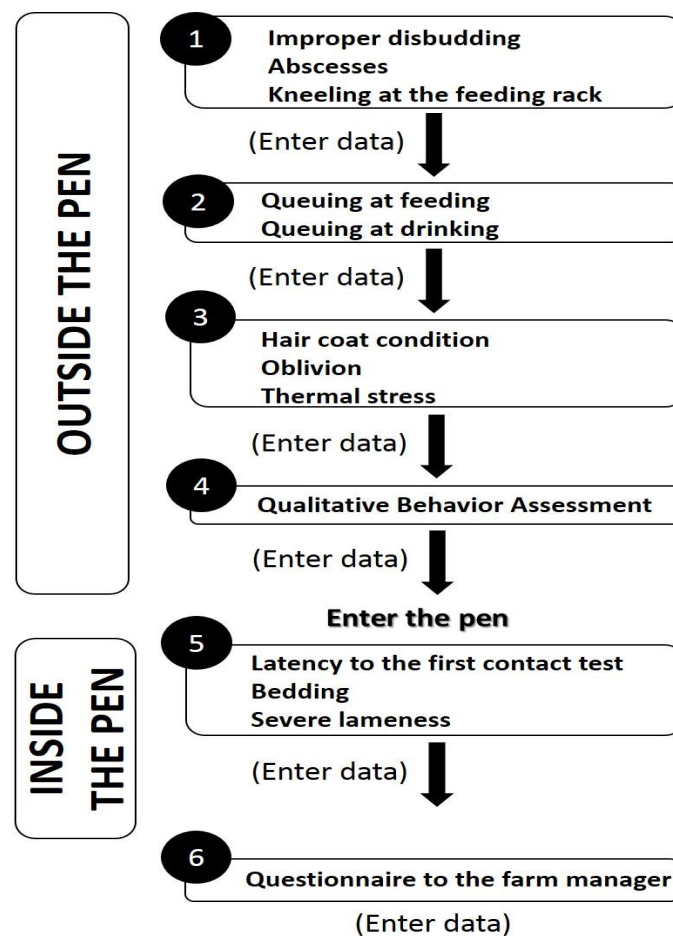 OUTSIDE THE PEN
1
Improper disbudding
Abscesses
Kneeling at the feeding rack
(Enter data)
2
Queuing at feeding
Queuing at drinking
(Enter data)
3
Hair coat condition
Oblivion
Thermal stress
(Enter data)
4
Qualitative Behavior Assessment
(Enter data)
Enter the pen
INSIDE
THE PEN
5
Latency to the first contact test
Bedding
Severe lameness
(Enter data)
6
Questionnaire to the farm manager
(Enter data)